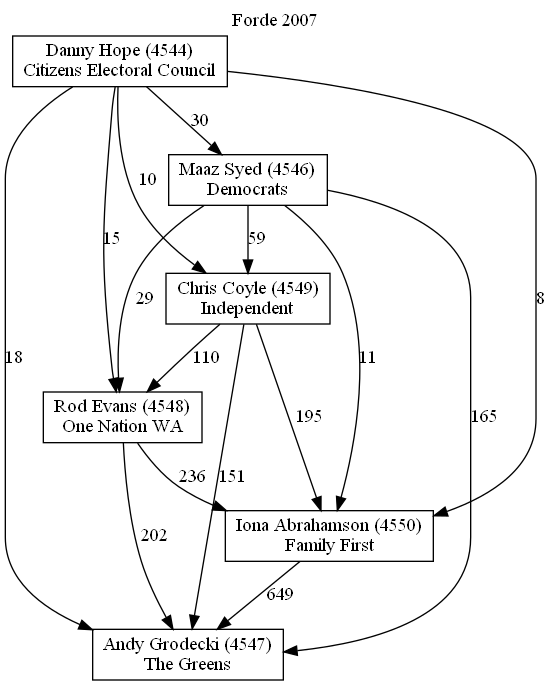 Forde 2007
Danny Hope (4544)
Citizens Electoral Council
30
Maaz Syed (4546)
Democrats
10
15
59
29
8
Chris Coyle (4549)
Independent
18
110
11
Rod Evans (4548)
One Nation WA
195
165
236
151
202
Iona Abrahamson (4550)
Family First
649
Andy Grodecki (4547)
The Greens